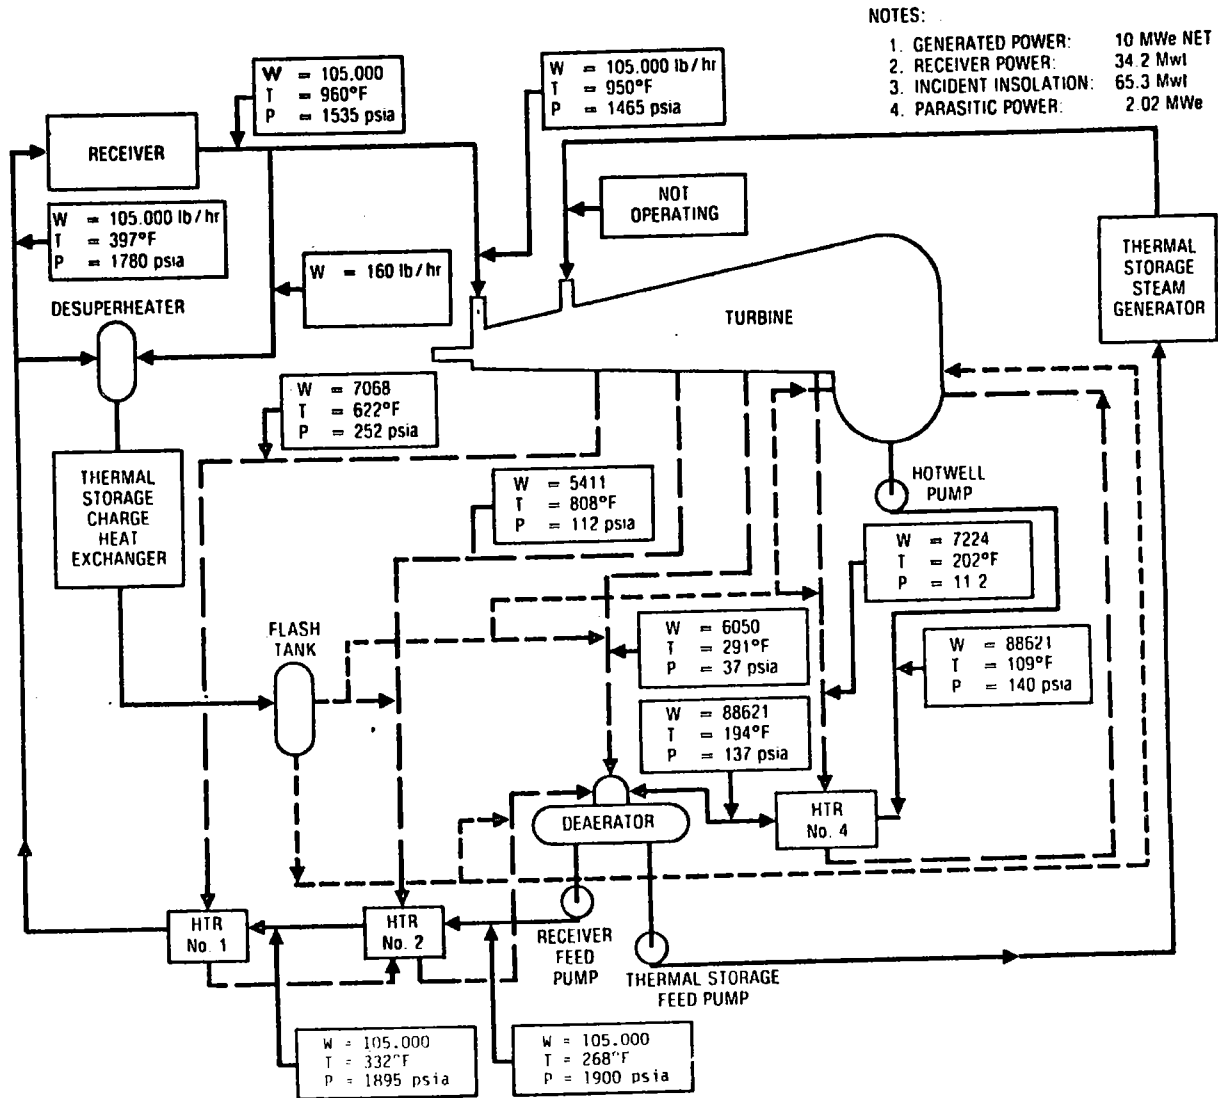 NOTES:
1. GENERATED POWER: 10 MWe NET
2. RECEIVER POWER: 34.2 Mwt
3. INCIDENT INSOLATION: 65.3 Mwt
4. PARASITIC POWER: 2.02 MWe
W = 105.000
T = 960°F
P = 1535 psia
W = 105.000 lb/hr
T = 950°F
P = 1465 psia
RECEIVER
NOT
OPERATING
W = 105.000 lb/hr
T = 397°F
P = 1780 psia
W = 160 lb/hr
THERMAL
STORAGE
STEAM
GENERATOR
DESUPERHEATER
TURBINE
W = 7068
T = 622°F
P = 252 psia
THERMAL
STORAGE
CHARGE
HEAT
EXCHANGER
W = 5411
T = 808°F
P = 112 psia
HOTWELL
PUMP
W = 7224
T = 202°F
P = 11 2
FLASH
TANK
W = 6050
T = 291°F
P = 37 psia
W = 88621
T = 109°F
P = 140 psia
W = 88621
T = 194°F
P = 137 psia
DEAERATOR
HTR
No. 4
HTR
No. 1
HTR
No. 2
RECEIVER
FEED
PUMP
THERMAL STORAGE
FEED PUMP
W = 105.000
T = 332°F
P = 1895 psia
W = 105.000
T = 268°F
P = 1900 psia